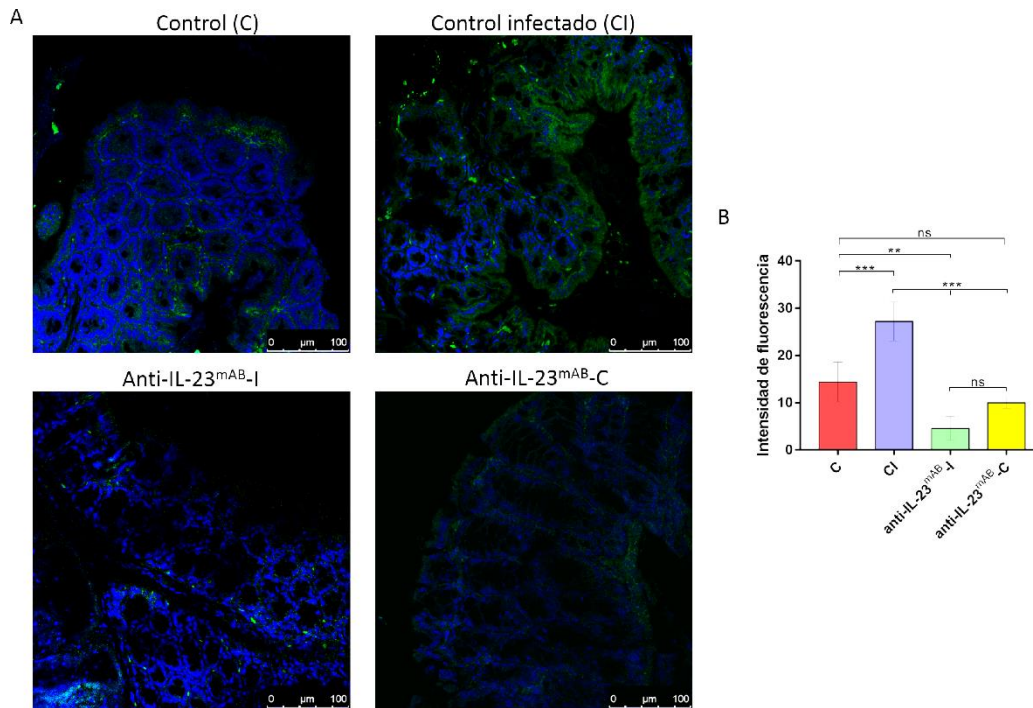 A
Control (C)
Control infectado (CI)
0 µm 100
0 µm 100
Anti-IL-23mAB-I
Anti-IL-23mAB-C
0 µm 100
0 µm 100
B
ns
**
***
***
ns
Intensidad de fluorescencia
40
30
20
10
0
C
CI
anti-IL-23mAB-I
anti-IL-23mAB-C